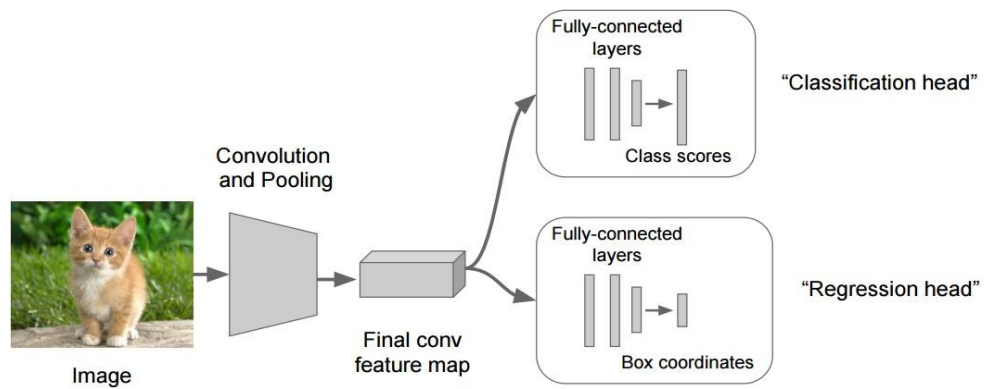 Fully-connected
layers
Class scores
“Classification head”
Convolution
and Pooling
Image
Final conv
feature map
Fully-connected
layers
Box coordinates
“Regression head”